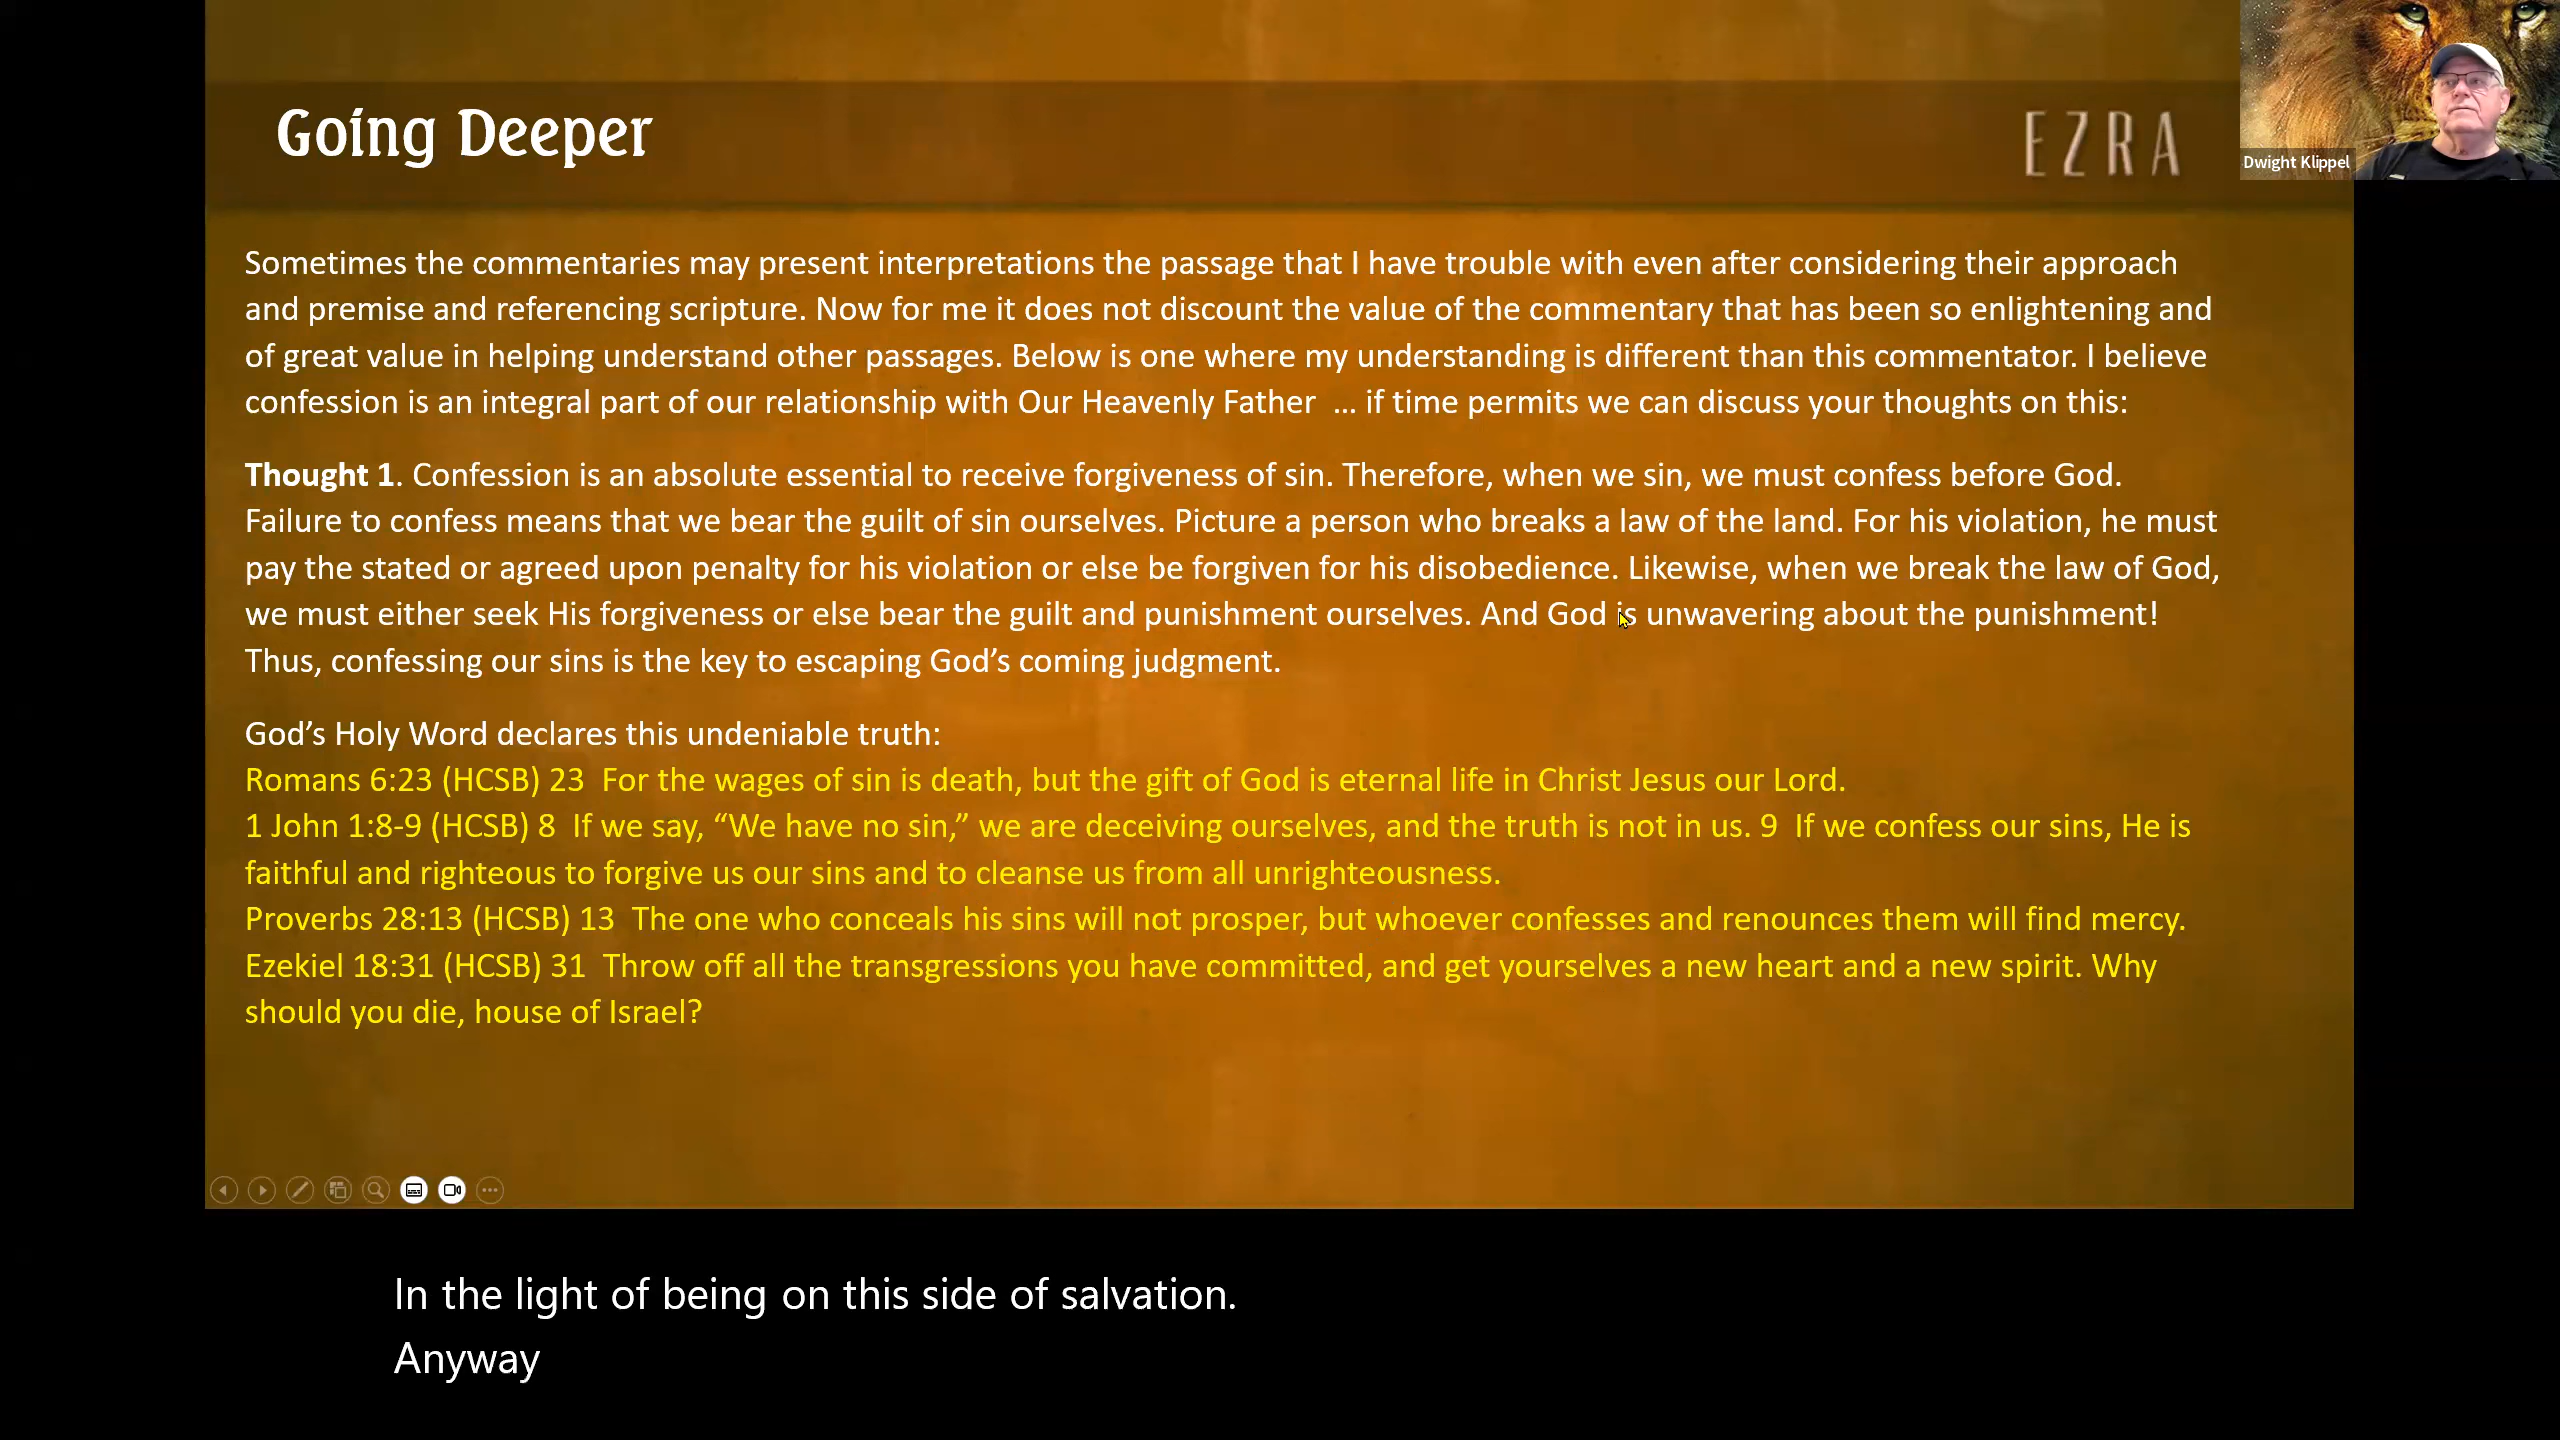 Going Deeper
EZRA
Dwight Klippel
Sometimes the commentaries may present interpretations the passage that I have trouble with even after considering their approach
and premise and referencing scripture. Now for me it does not discount the value of the commentary that has been so enlightening and
of great value in helping understand other passages. Below is one where my understanding is different than this commentator. I believe
confession is an integral part of our relationship with Our Heavenly Father  ... if time permits we can discuss your thoughts on this:
Thought 1. Confession is an absolute essential to receive forgiveness of sin. Therefore, when we sin, we must confess before God.
Failure to confess means that we bear the guilt of sin ourselves. Picture a person who breaks a law of the land. For his violation, he must
pay the stated or agreed upon penalty for his violation or else be forgiven for his disobedience. Likewise, when we break the law of God,
we must either seek His forgiveness or else bear the guilt and punishment ourselves. And God is unwavering about the punishment!
Thus, confessing our sins is the key to escaping God’s coming judgment.
God’s Holy Word declares this undeniable truth:
Romans 6:23 (HCSB) 23  For the wages of sin is death, but the gift of God is eternal life in Christ Jesus our Lord.
1 John 1:8-9 (HCSB) 8  If we say, “We have no sin,” we are deceiving ourselves, and the truth is not in us. 9  If we confess our sins, He is
faithful and righteous to forgive us our sins and to cleanse us from all unrighteousness.
Proverbs 28:13 (HCSB) 13  The one who conceals his sins will not prosper, but whoever confesses and renounces them will find mercy.
Ezekiel 18:31 (HCSB) 31  Throw off all the transgressions you have committed, and get yourselves a new heart and a new spirit. Why
should you die, house of Israel?
In the light of being on this side of salvation.
Anyway